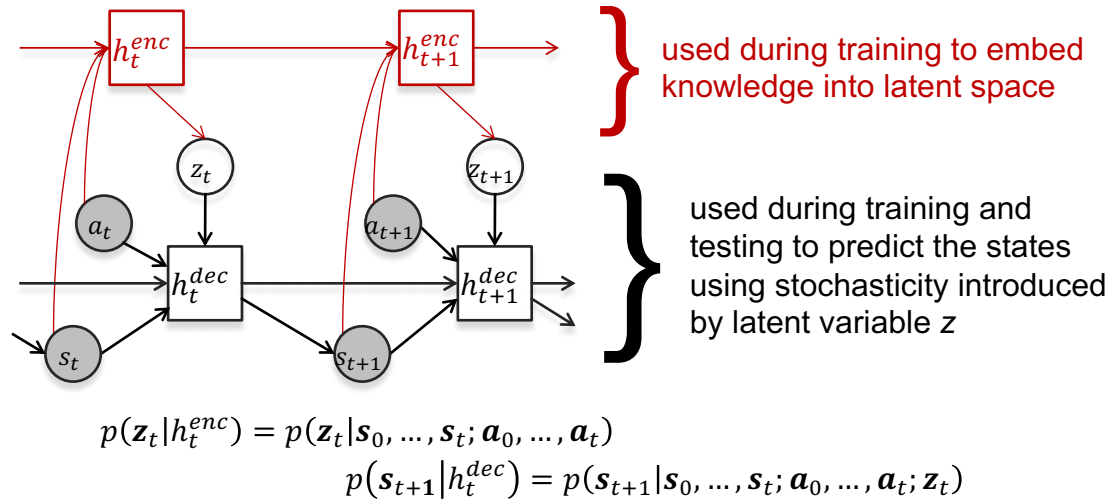 h_t^{enc}
h_{t+1}^{enc}
}
used during training to embed
knowledge into latent space
z_t
z_{t+1}
a_t
a_{t+1}
h_t^{dec}
h_{t+1}^{dec}
s_t
s_{t+1}
}
used during training and
testing to predict the states
using stochasticity introduced
by latent variable z
p(z_t|h_t^{enc}) = p(z_t|s_0, …, s_t; a_0, …, a_t)
p(s_{t+1}|h_t^{dec}) = p(s_{t+1}|s_0, …, s_t; a_0, …, a_t; z_t)